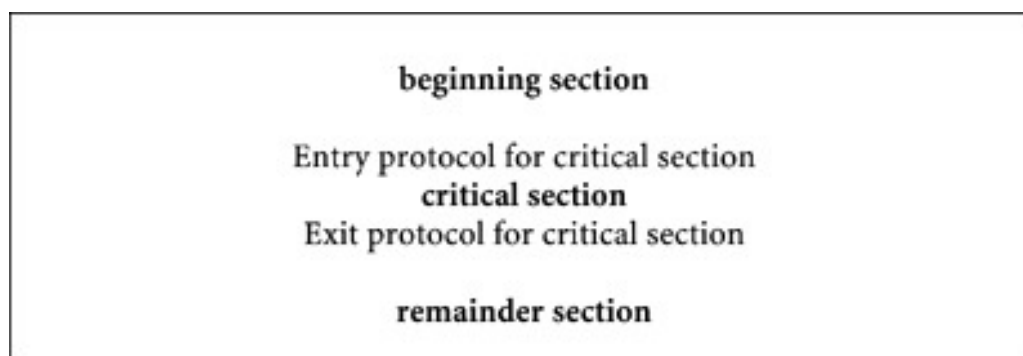 beginning section
Entry protocol for critical section
critical section
Exit protocol for critical section
remainder section